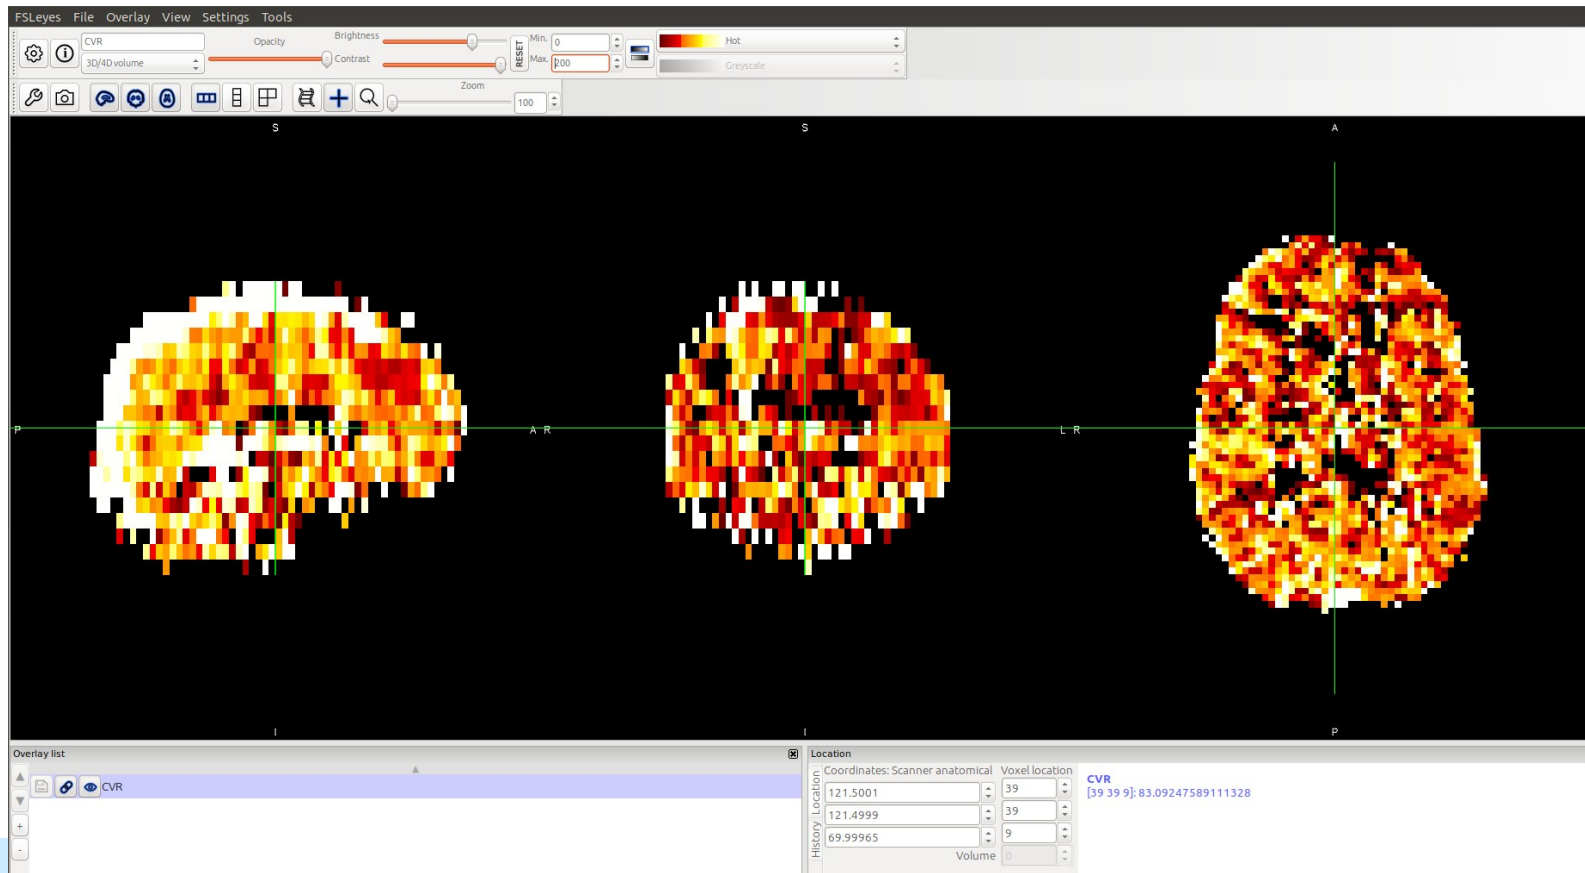 FSLeyes File Overlay View Settings Tools
CVR
3D/4D volume
Opacity
Brightness
Contrast
RESET
Min. 0
Max. 200
Hot
Greyscale
Zoom
100
S
S
A
P
A R
L R
I
I
P
Overlay list
CVR
Location
History Location
Coordinates: Scanner anatomical Voxel location
121.5001 39
121.4999 39
69.99965 9
Volume 0
CVR
[39 39 9]: 83.09247589111328